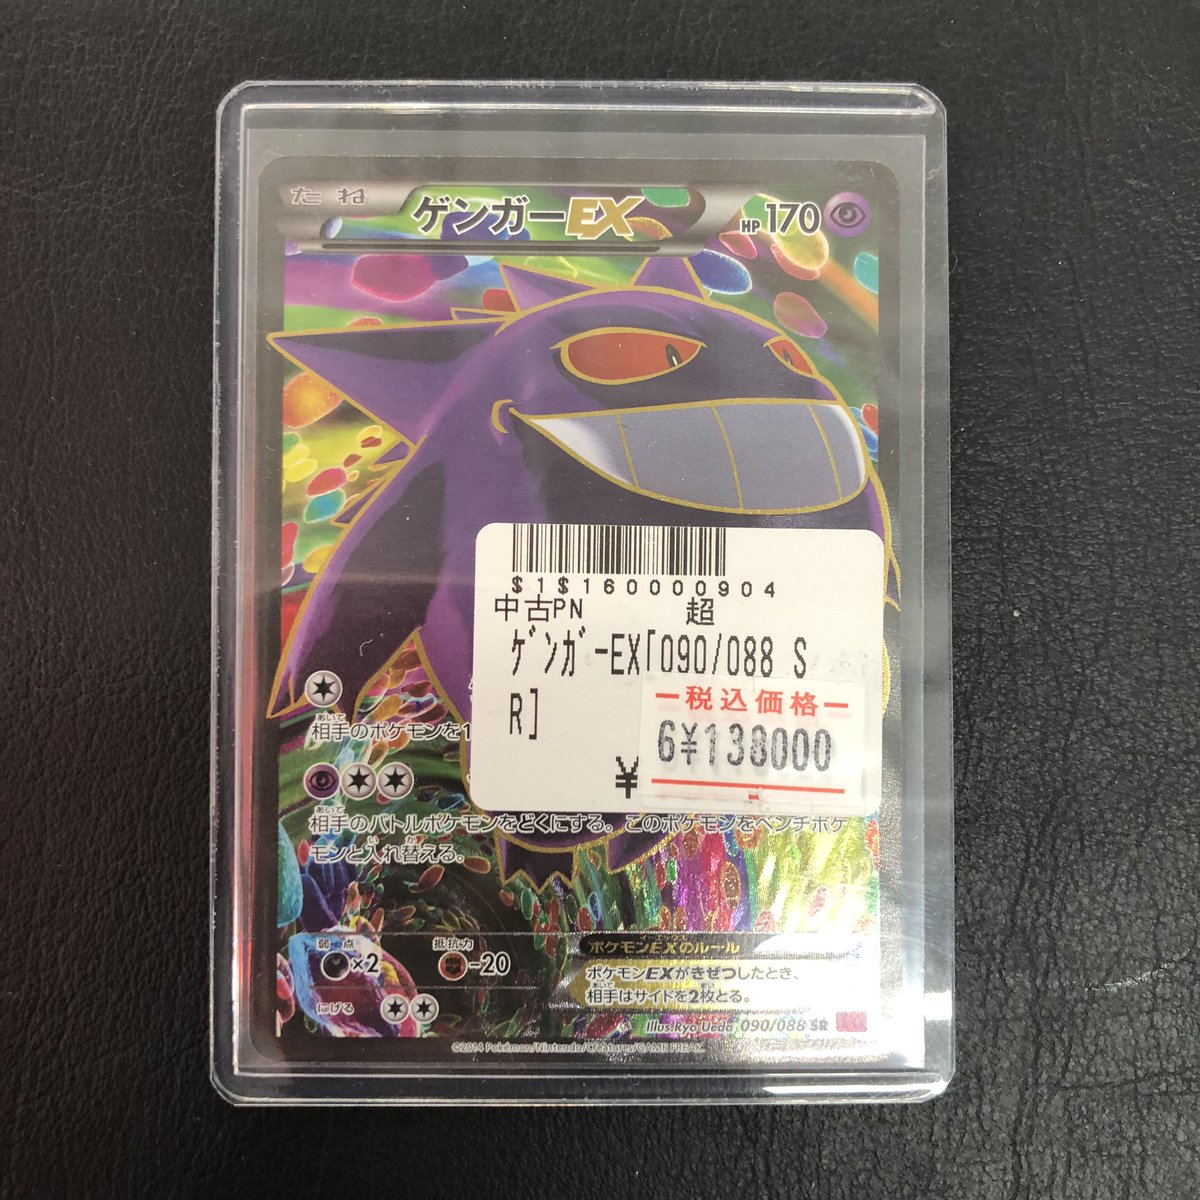 たね ゲンガーEX HP170
$1$160000904
中古PN 超
ｹﾞﾝｶﾞｰEX｢090/088 S
R]
税込価格
6¥138000
¥
あいて
相手のポケモンを1
あいて
相手のバトルポケモンをどくにする。このポケモンをベンチポケ
モンと入れ替える。
弱点 抵抗力
×2 -20
にげる
ポケモンEXのルール
ポケモンEXがきぜつしたとき、
相手はサイドを2枚とる。
Illus.Ryo Ueda 090/088 SR
©2014 Pokémon/Nintendo/Creatures/GAME FREAK.